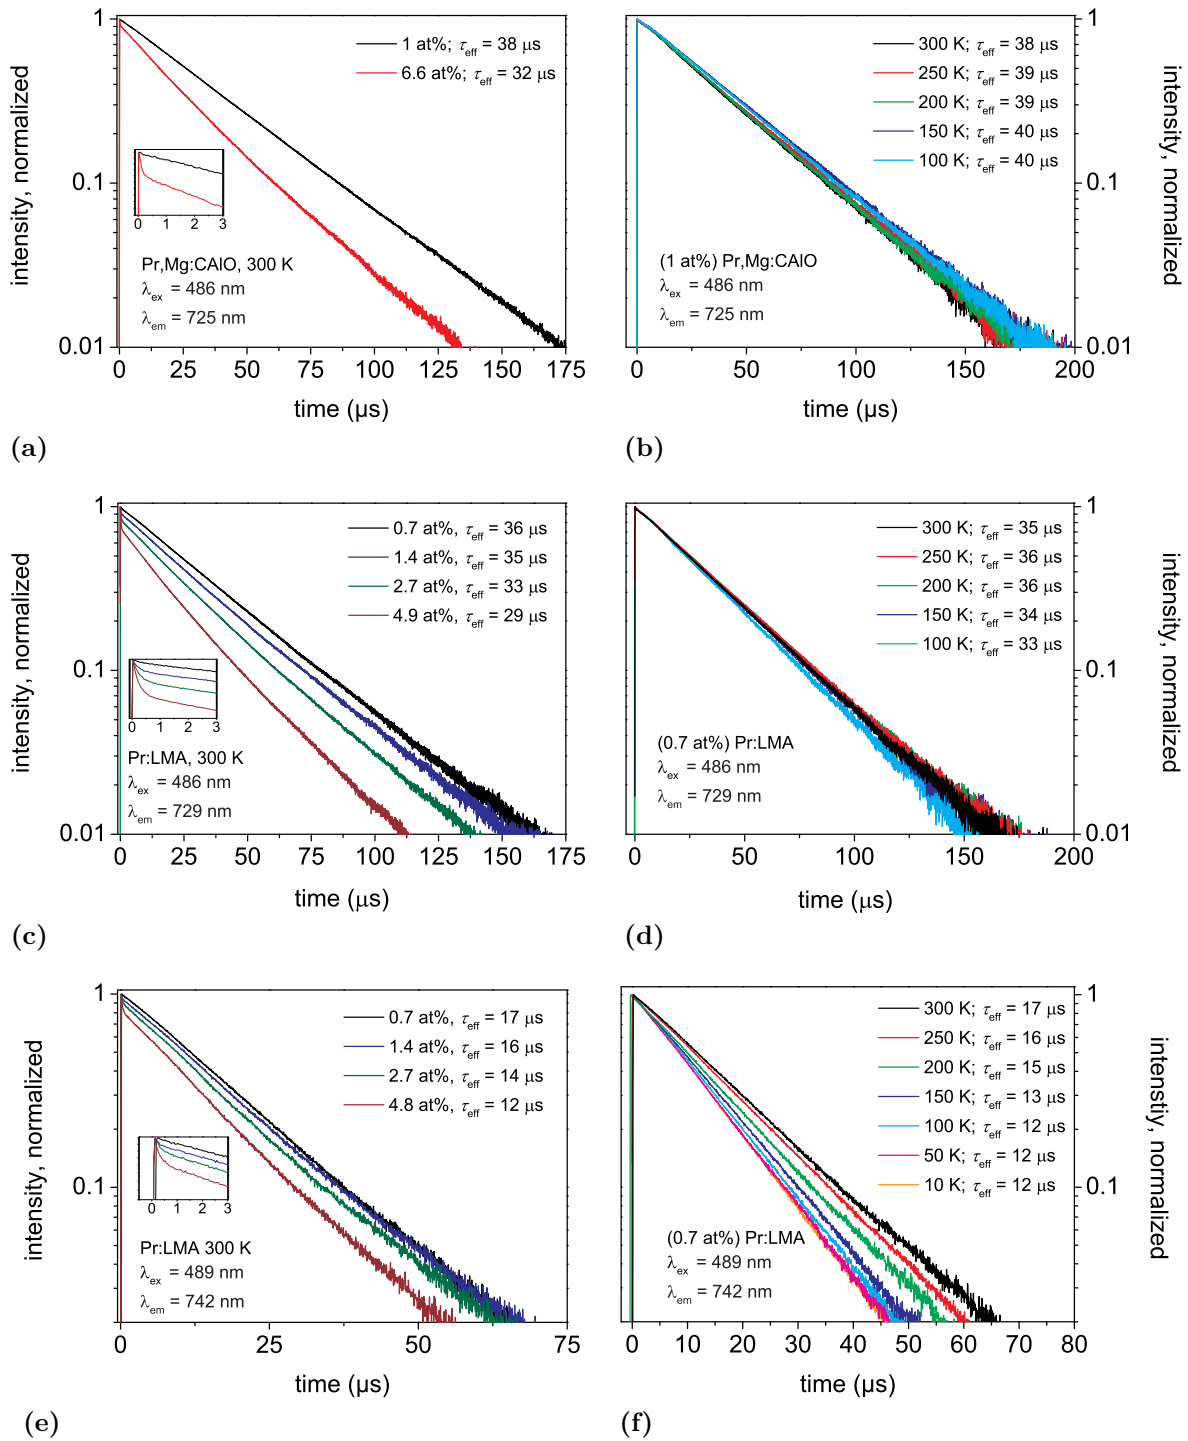 1
0.1
0.01
intensity, normalized
1 at%; τeff = 38 μs
6.6 at%; τeff = 32 μs
0 1 2 3
Pr,Mg:CAlO, 300 K
λex = 486 nm
λem = 725 nm
0 25 50 75 100 125 150 175
time (µs)
(a)
300 K; τeff = 38 μs
250 K; τeff = 39 μs
200 K; τeff = 39 μs
150 K; τeff = 40 μs
100 K; τeff = 40 μs
(1 at%) Pr,Mg:CAlO
λex = 486 nm
λem = 725 nm
1
0.1
0.01
intensity, normalized
0 50 100 150 200
time (µs)
(b)
1
0.1
0.01
intensity, normalized
0.7 at%, τeff = 36 μs
1.4 at%, τeff = 35 μs
2.7 at%, τeff = 33 μs
4.9 at%, τeff = 29 μs
0 1 2 3
Pr:LMA, 300 K
λex = 486 nm
λem = 729 nm
0 25 50 75 100 125 150 175
time (μs)
(c)
300 K; τeff = 35 μs
250 K; τeff = 36 μs
200 K; τeff = 36 μs
150 K; τeff = 34 μs
100 K; τeff = 33 μs
(0.7 at%) Pr:LMA
λex = 486 nm
λem = 729 nm
1
0.1
0.01
intensity, normalized
0 50 100 150 200
time (μs)
(d)
1
0.1
intensity, normalized
0.7 at%, τeff = 17 μs
1.4 at%, τeff = 16 μs
2.7 at%, τeff = 14 μs
4.8 at%, τeff = 12 μs
0 1 2 3
Pr:LMA 300 K
λex = 489 nm
λem = 742 nm
0 25 50 75
time (µs)
(e)
300 K; τeff = 17 μs
250 K; τeff = 16 μs
200 K; τeff = 15 μs
150 K; τeff = 13 μs
100 K; τeff = 12 μs
50 K; τeff = 12 μs
10 K; τeff = 12 μs
(0.7 at%) Pr:LMA
λex = 489 nm
λem = 742 nm
1
0.1
intenstiy, normalized
0 10 20 30 40 50 60 70 80
time (µs)
(f)